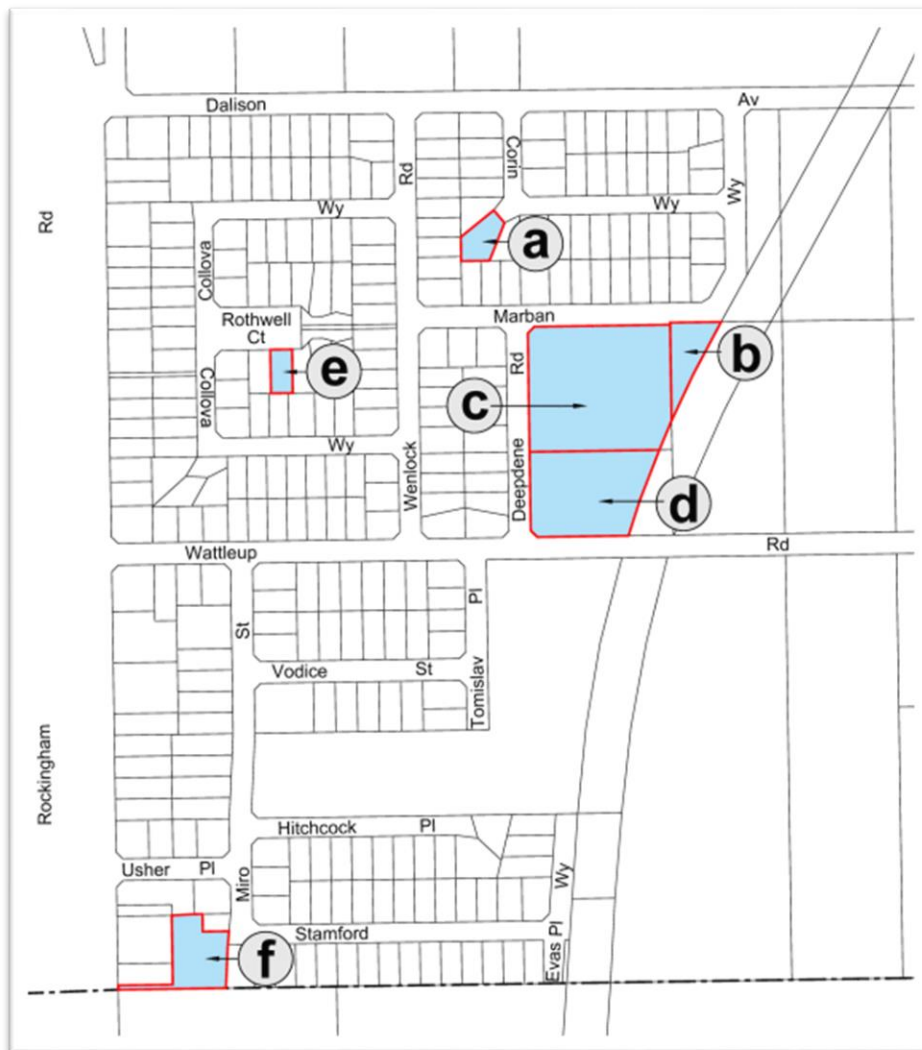 Dalison
Av
Rd
Corin
Rd
Wy
Wy
Wy
a
Collova
Rothwell
Ct
Marban
b
e
Rd
c
Collova
Wy
Wenlock
Deepdene
d
Wattleup
Rd
St
Pl
Vodice
St
Tomislav
Rockingham
Hitchcock
Pl
Usher
Pl
Miro
Wy
Stamford
Evas Pl
f